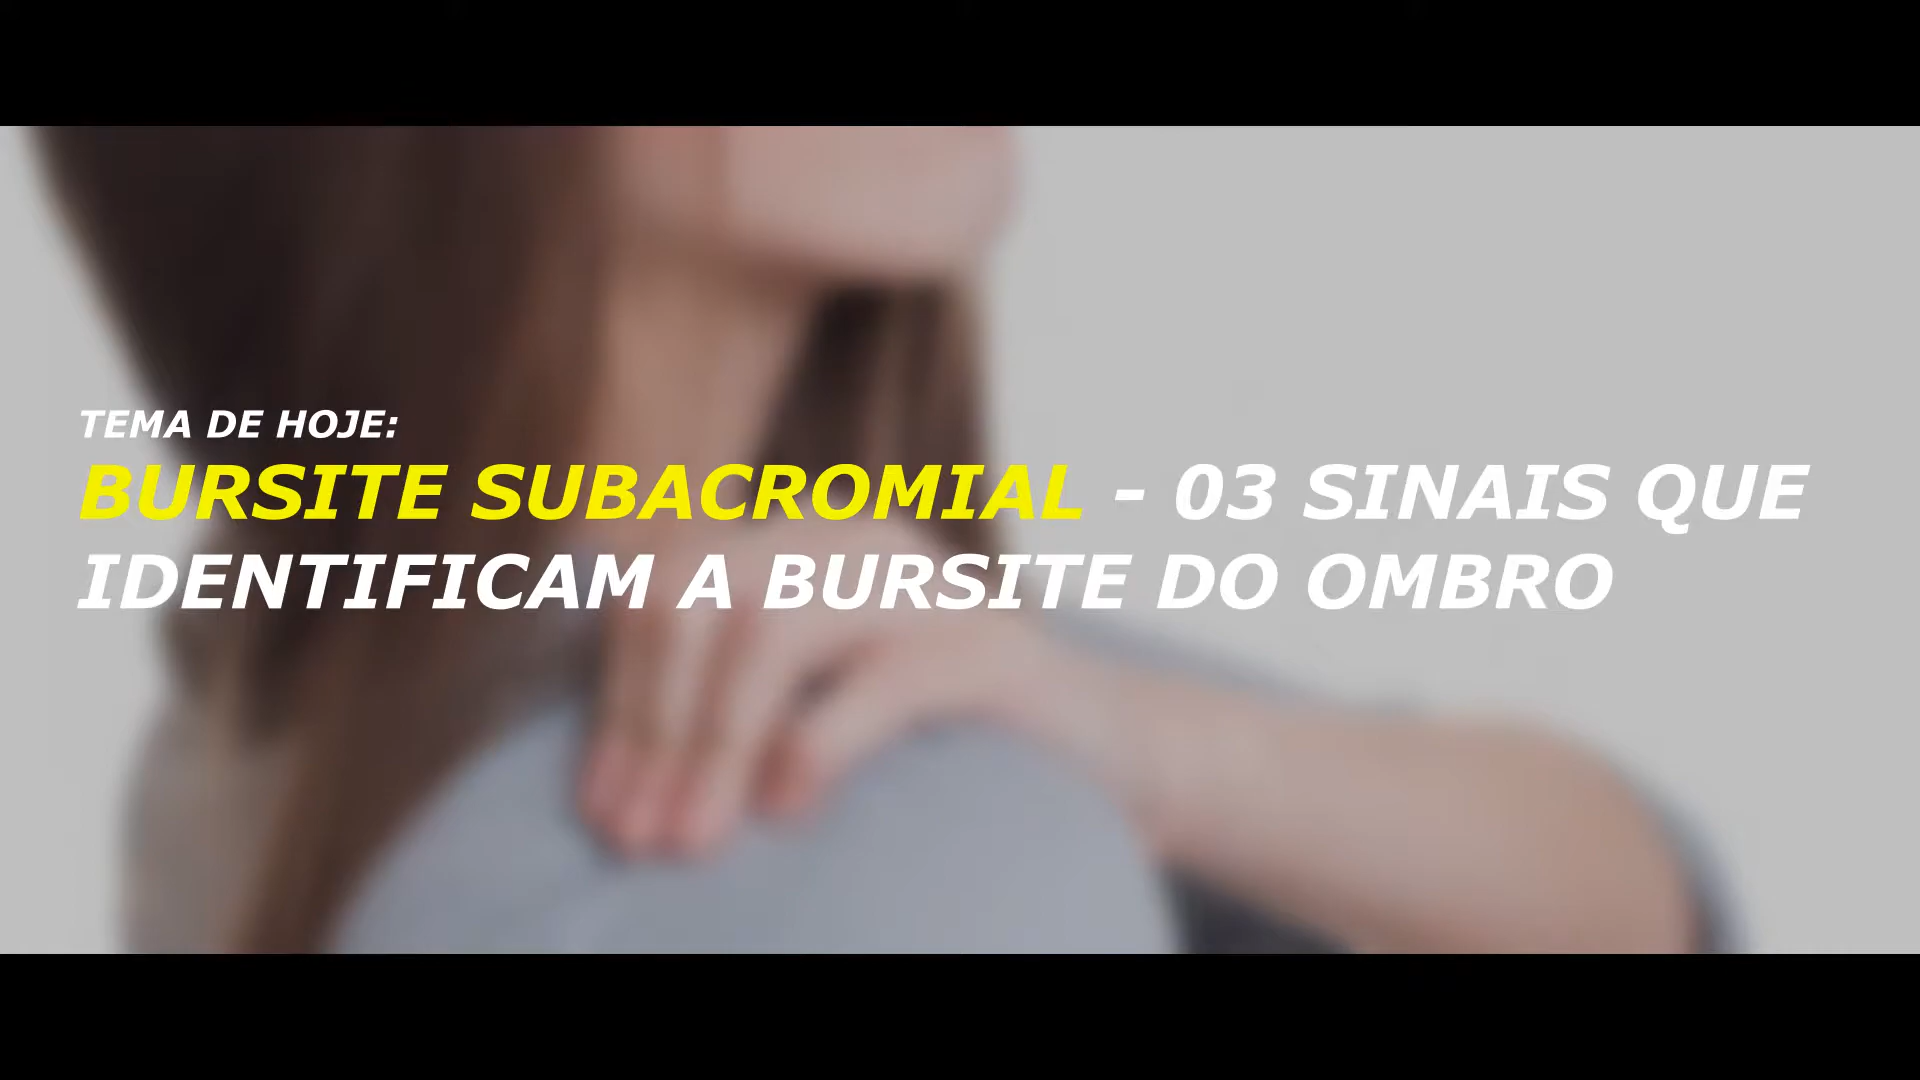 TEMA DE HOJE:
BURSITE SUBACROMIAL - 03 SINAIS QUE
IDENTIFICAM A BURSITE DO OMBRO